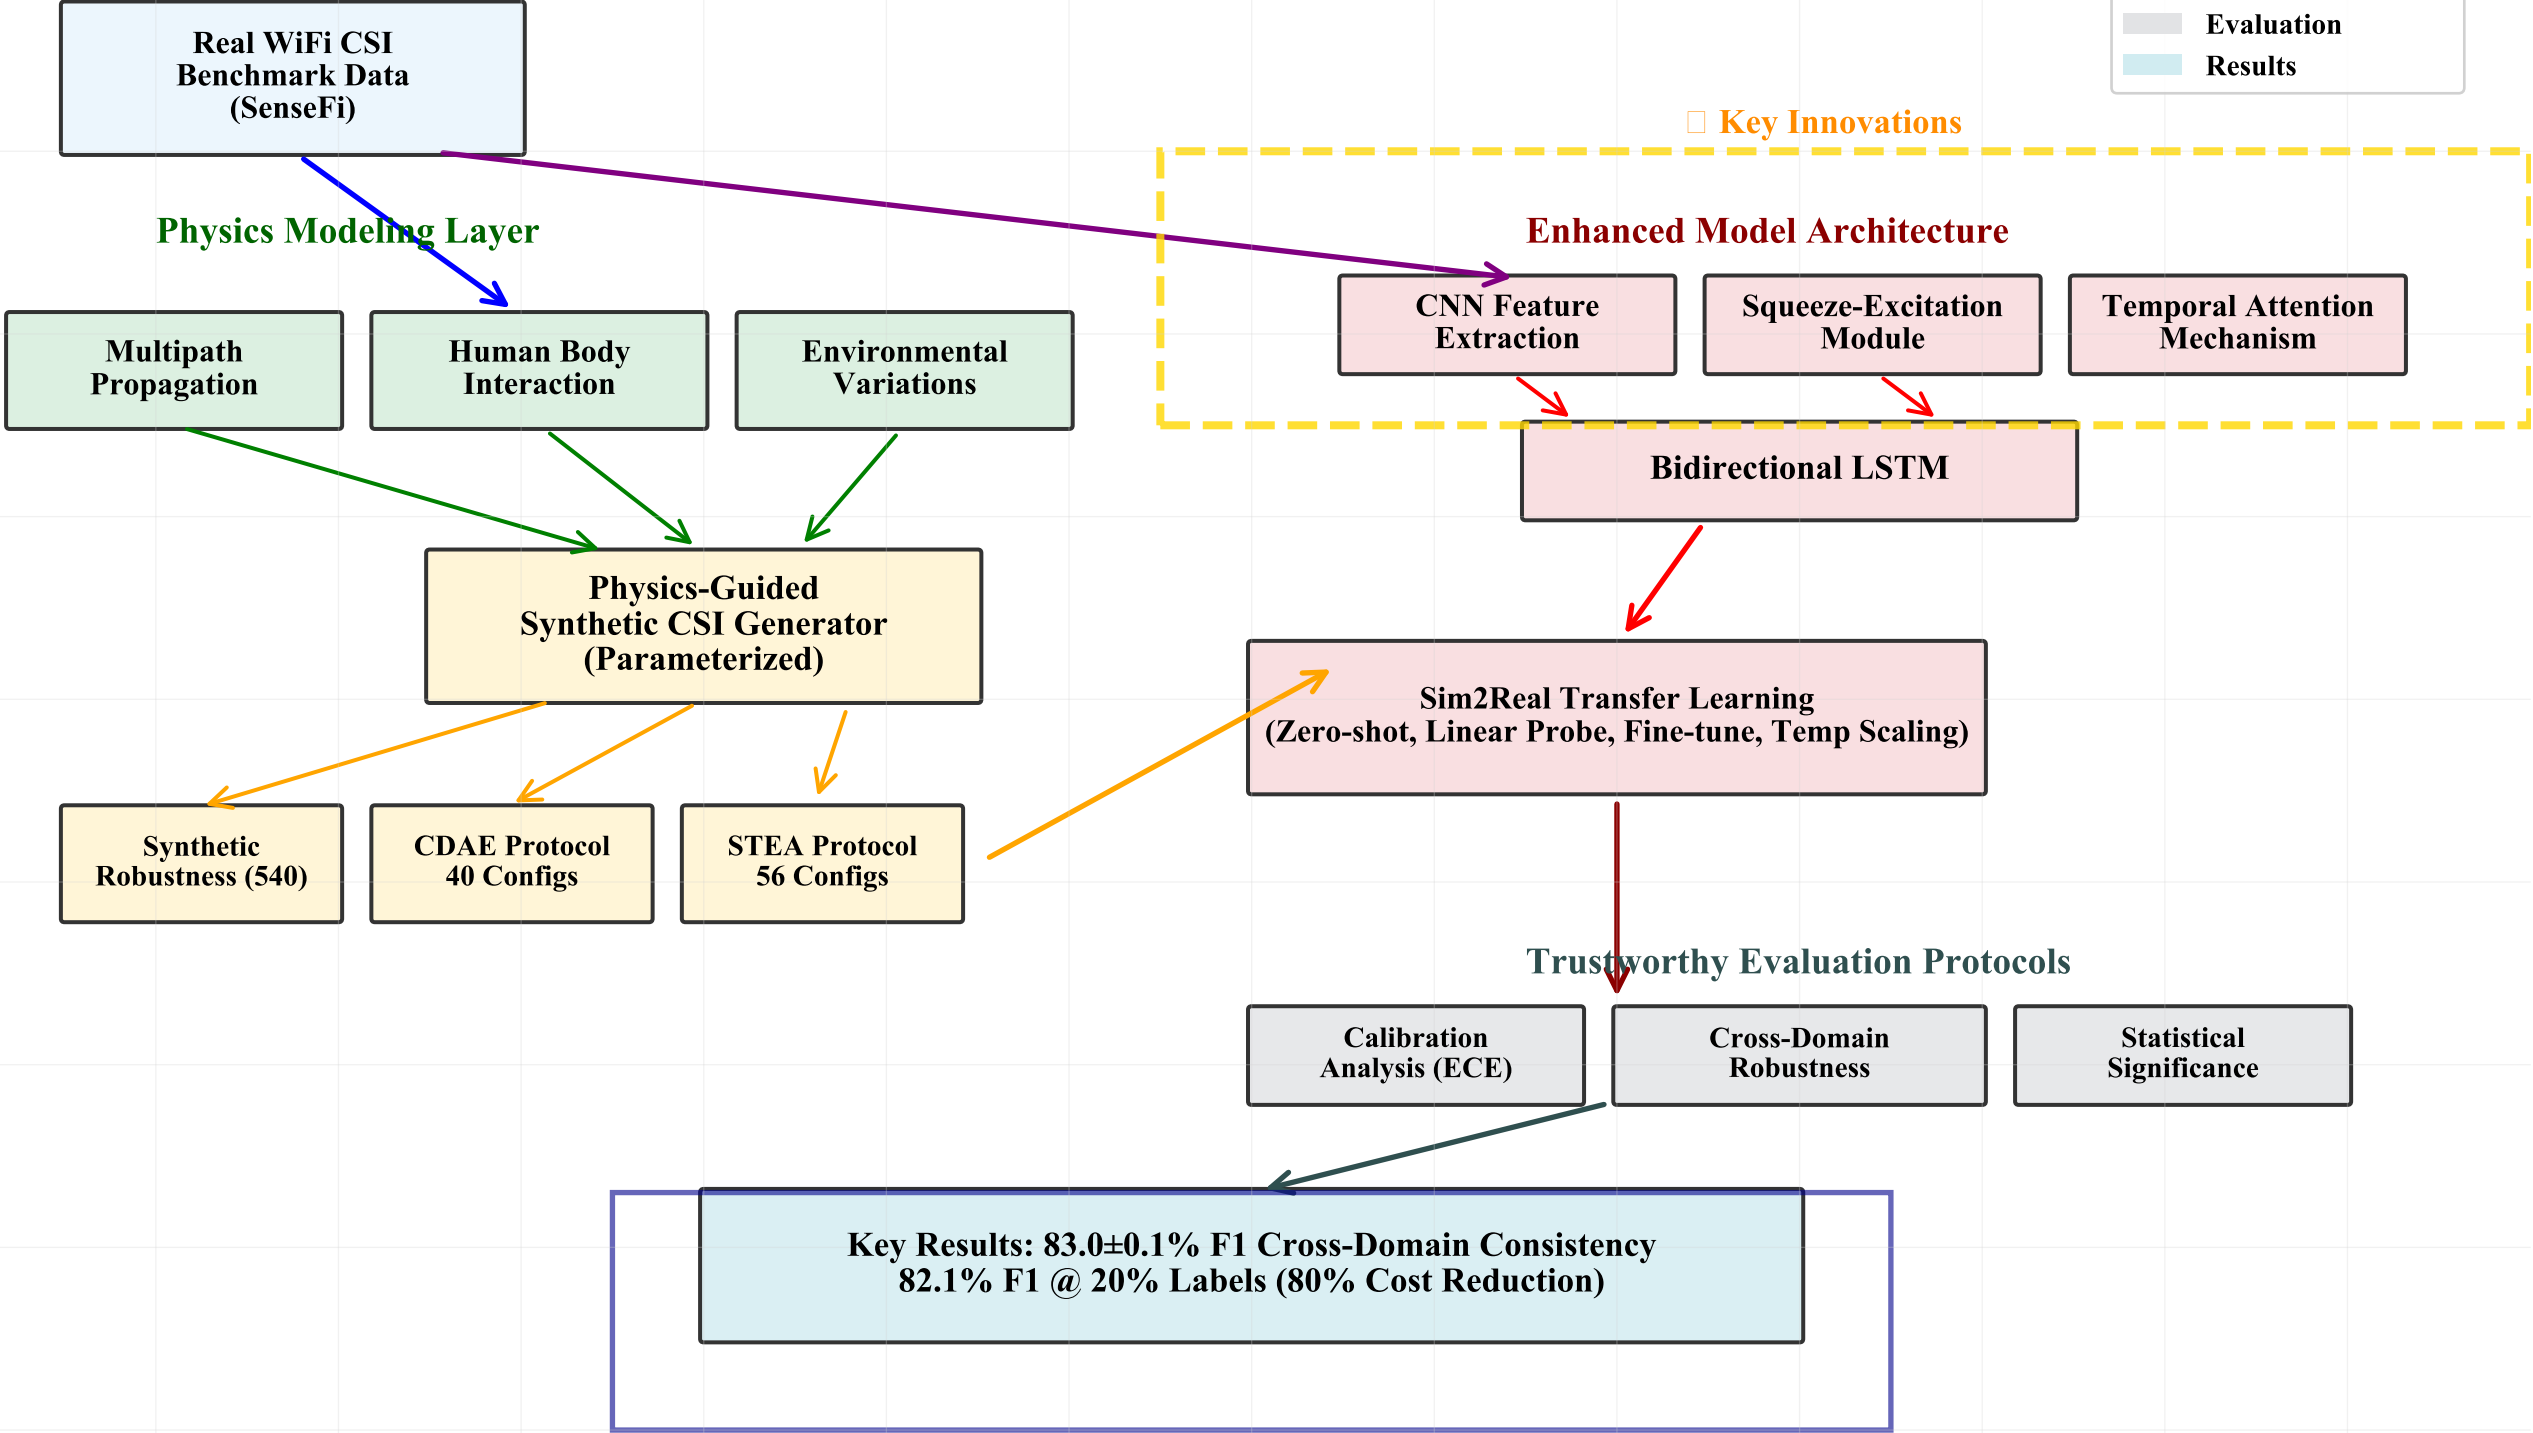 Real WiFi CSI
Benchmark Data
(SenseFi)
Evaluation
Results
Key Innovations
Physics Modeling Layer
Enhanced Model Architecture
Multipath
Propagation
Human Body
Interaction
Environmental
Variations
CNN Feature
Extraction
Squeeze-Excitation
Module
Temporal Attention
Mechanism
Bidirectional LSTM
Physics-Guided
Synthetic CSI Generator
(Parameterized)
Sim2Real Transfer Learning
(Zero-shot, Linear Probe, Fine-tune, Temp Scaling)
Synthetic
Robustness (540)
CDAE Protocol
40 Configs
STEA Protocol
56 Configs
Trustworthy Evaluation Protocols
Calibration
Analysis (ECE)
Cross-Domain
Robustness
Statistical
Significance
Key Results: 83.0±0.1% F1 Cross-Domain Consistency
82.1% F1 @ 20% Labels (80% Cost Reduction)